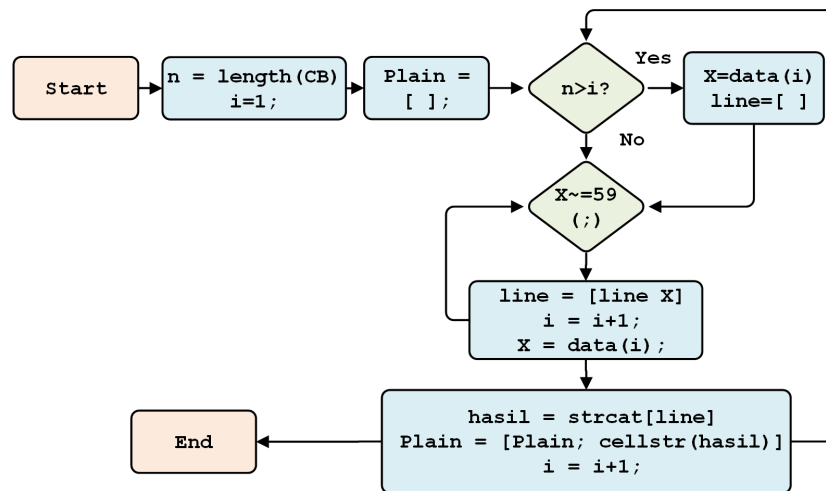 Start
n = length(CB)
i=1;
Plain =
[ ];
n>i?
Yes
X=data(i)
line=[ ]
No
X~=59
(;)
line = [line X]
i = i+1;
X = data(i);
hasil = strcat[line]
Plain = [Plain; cellstr(hasil)]
i = i+1;
End